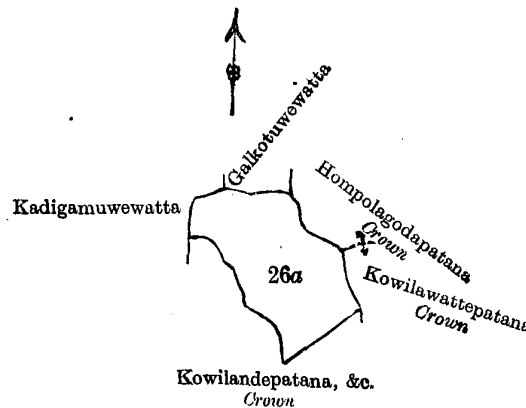 Galkotuwewatta
Kadigamuwewatta
Hompolagodapatana
Crown
26a
Kowilawattepatana
Crown
Kowilandepatana, &c.
Crown